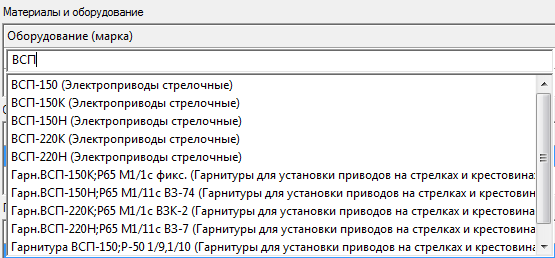 Материалы и оборудование
Оборудование (марка)
ВСП
ВСП-150 (Электроприводы стрелочные)
ВСП-150К (Электроприводы стрелочные)
ВСП-150Н (Электроприводы стрелочные)
ВСП-220К (Электроприводы стрелочные)
ВСП-220Н (Электроприводы стрелочные)
Гарн.ВСП-150К;Р65 М1/1с фикс. (Гарнитуры для установки приводов на стрелках и крестовина
Гарн.ВСП-150Н;Р65 М1/11с ВЗ-74 (Гарнитуры для установки приводов на стрелках и крестовин
Гарн.ВСП-220К;Р65 М1/1с ВЗК-2 (Гарнитуры для установки приводов на стрелках и крестовина
Гарн.ВСП-220Н;Р65 М1/11с ВЗ-7 (Гарнитуры для установки приводов на стрелках и крестовина
Гарнитура ВСП-150;Р-50 1/9,1/10 (Гарнитуры для установки приводов на стрелках и крестовин